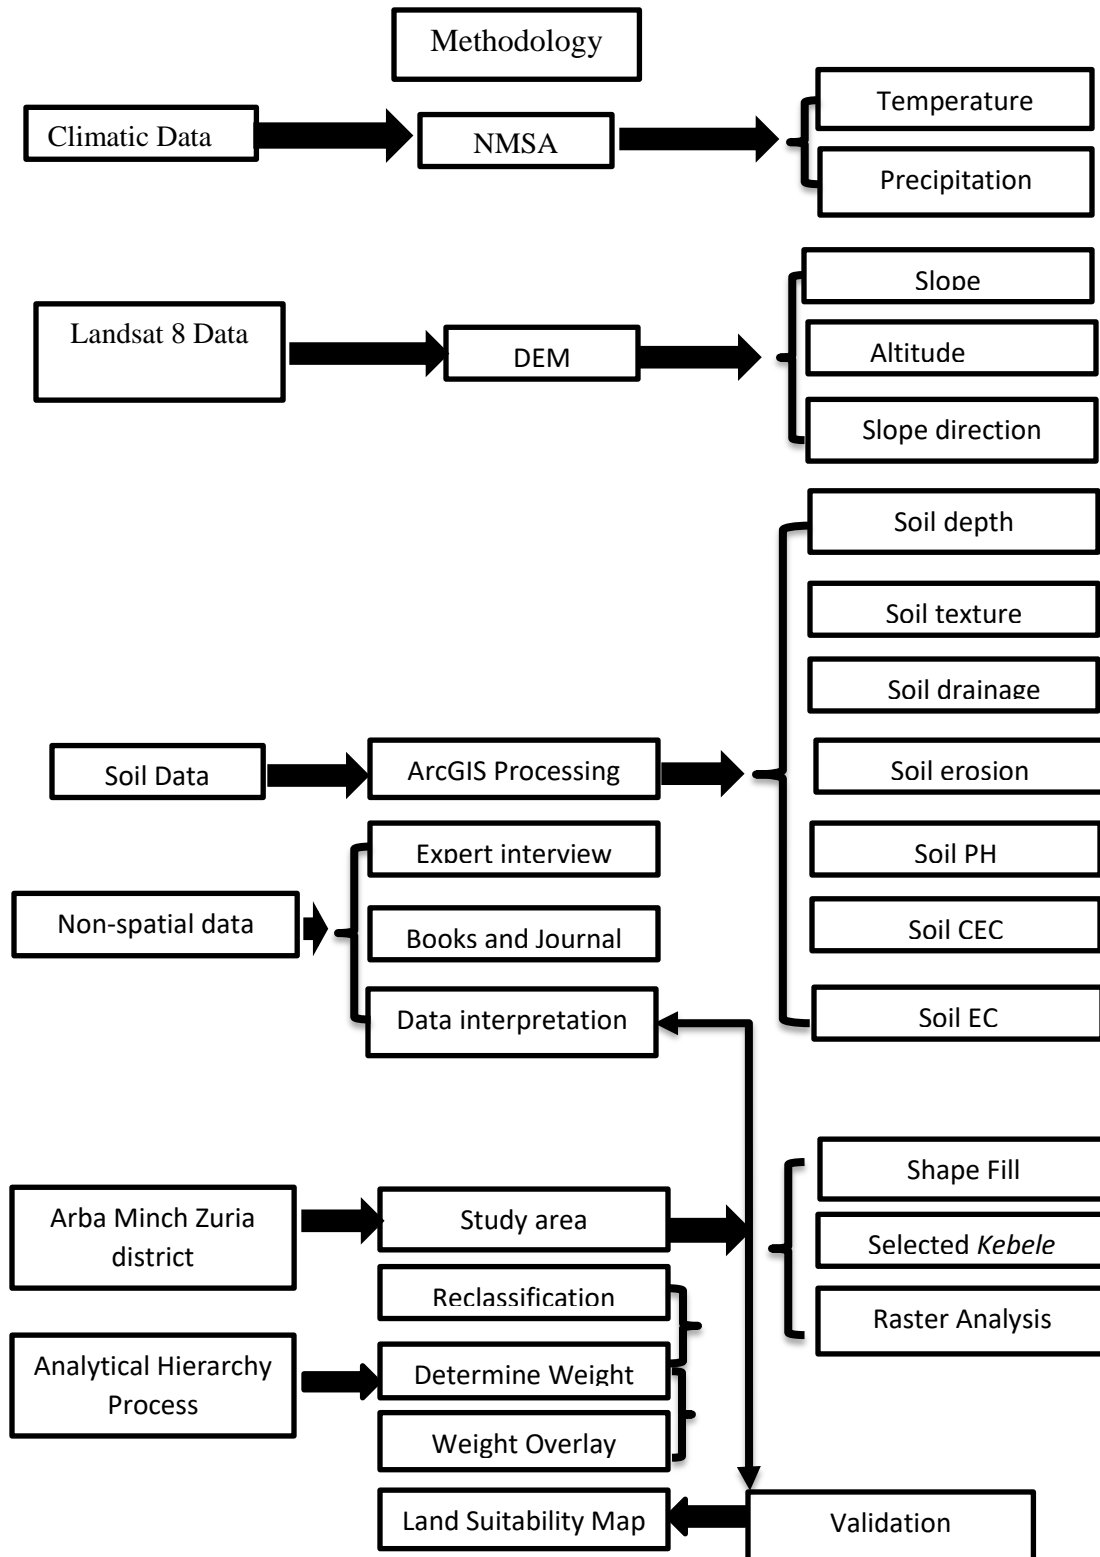 Methodology
Climatic Data
NMSA
Temperature
Precipitation
Landsat 8 Data
DEM
Slope
Altitude
Slope direction
Soil Data
ArcGIS Processing
Soil depth
Soil texture
Soil drainage
Soil erosion
Soil PH
Soil CEC
Soil EC
Non-spatial data
Expert interview
Books and Journal
Data interpretation
Arba Minch Zuria
district
Study area
Shape Fill
Selected Kebele
Raster Analysis
Analytical Hierarchy
Process
Reclassification
Determine Weight
Weight Overlay
Land Suitability Map
Validation